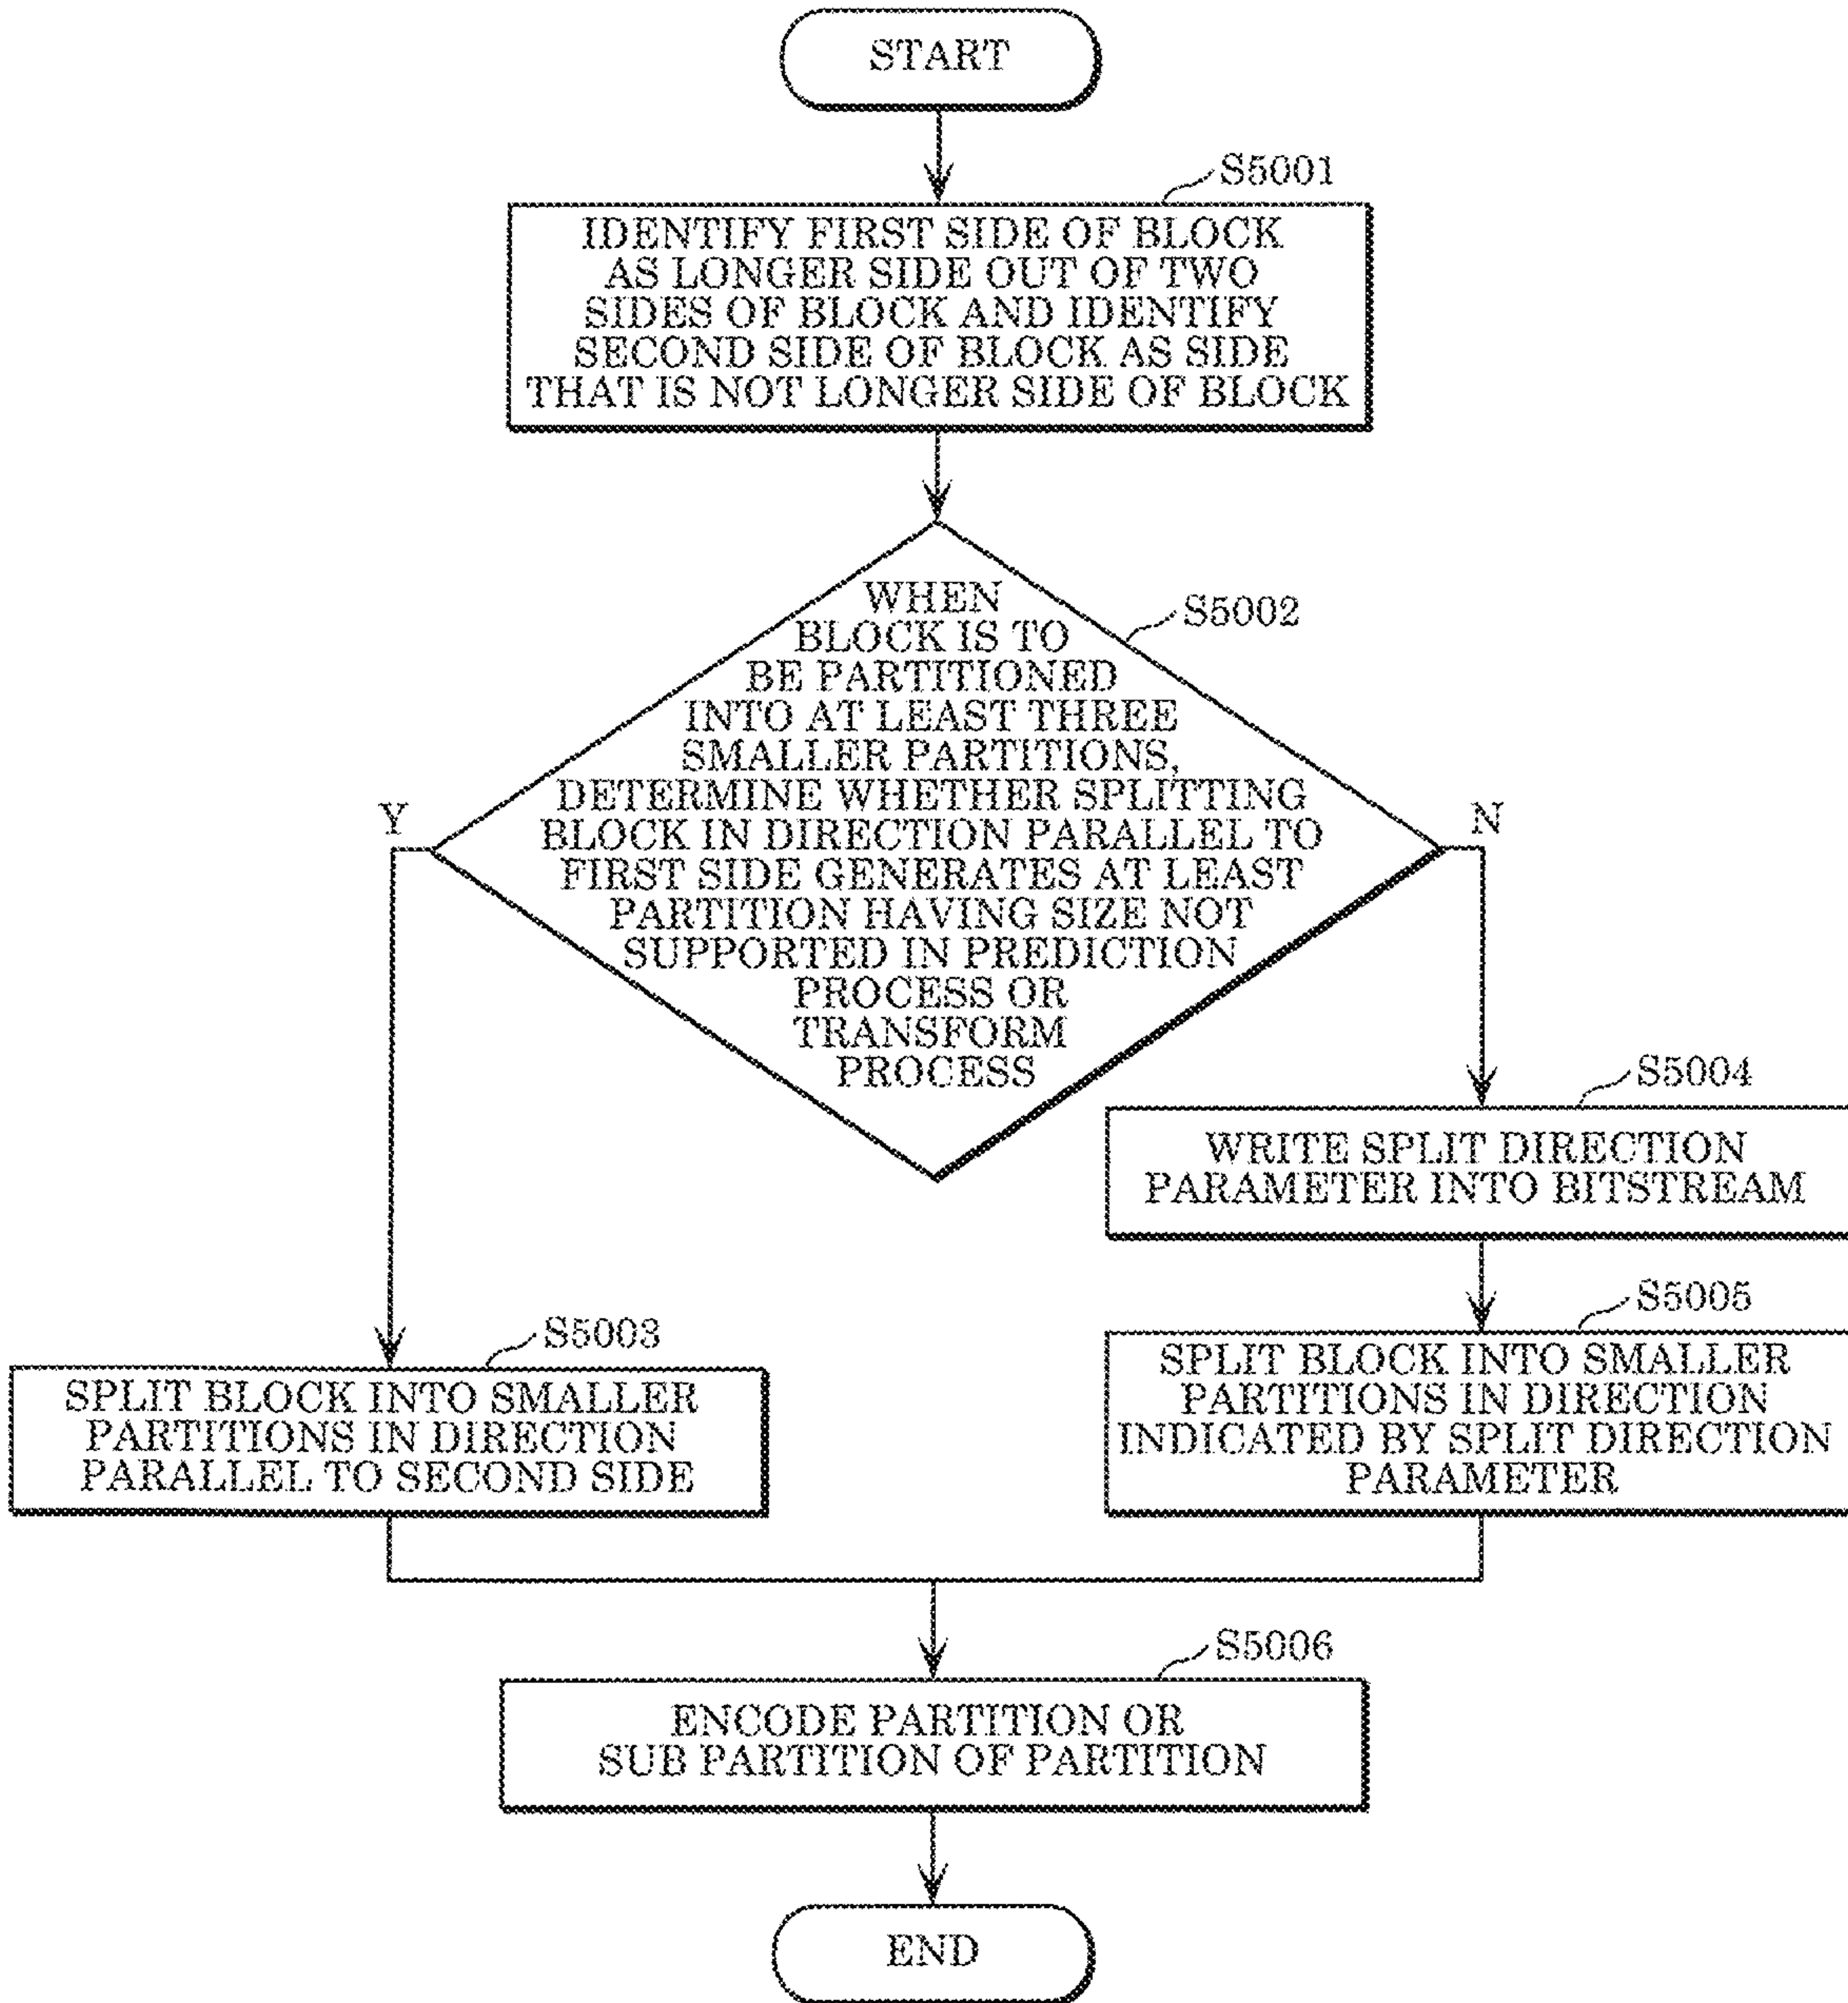 START
S5001
IDENTIFY FIRST SIDE OF BLOCK
AS LONGER SIDE OUT OF TWO
SIDES OF BLOCK AND IDENTIFY
SECOND SIDE OF BLOCK AS SIDE
THAT IS NOT LONGER SIDE OF BLOCK
S5002
WHEN
BLOCK IS TO
BE PARTITIONED
INTO AT LEAST THREE
SMALLER PARTITIONS,
DETERMINE WHETHER SPLITTING
BLOCK IN DIRECTION PARALLEL TO
FIRST SIDE GENERATES AT LEAST
PARTITION HAVING SIZE NOT
SUPPORTED IN PREDICTION
PROCESS OR
TRANSFORM
PROCESS
Y
N
S5004
WRITE SPLIT DIRECTION
PARAMETER INTO BITSTREAM
S5003
SPLIT BLOCK INTO SMALLER
PARTITIONS IN DIRECTION
PARALLEL TO SECOND SIDE
S5005
SPLIT BLOCK INTO SMALLER
PARTITIONS IN DIRECTION
INDICATED BY SPLIT DIRECTION
PARAMETER
S5006
ENCODE PARTITION OR
SUB PARTITION OF PARTITION
END